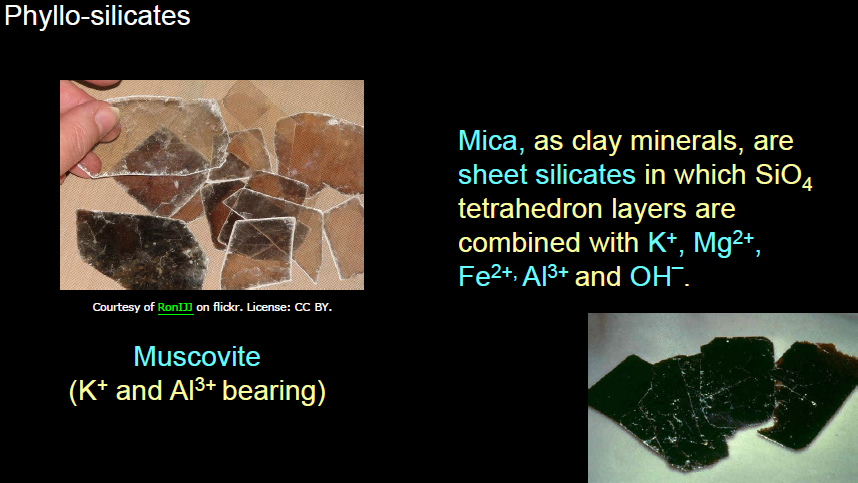 Phyllo-silicates
Mica, as clay minerals, are
sheet silicates in which SiO₄
tetrahedron layers are
combined with K⁺, Mg²⁺,
Fe²⁺, Al³⁺ and OH⁻.
Courtesy of RonIII on flickr. License: CC BY.
Muscovite
(K⁺ and Al³⁺ bearing)